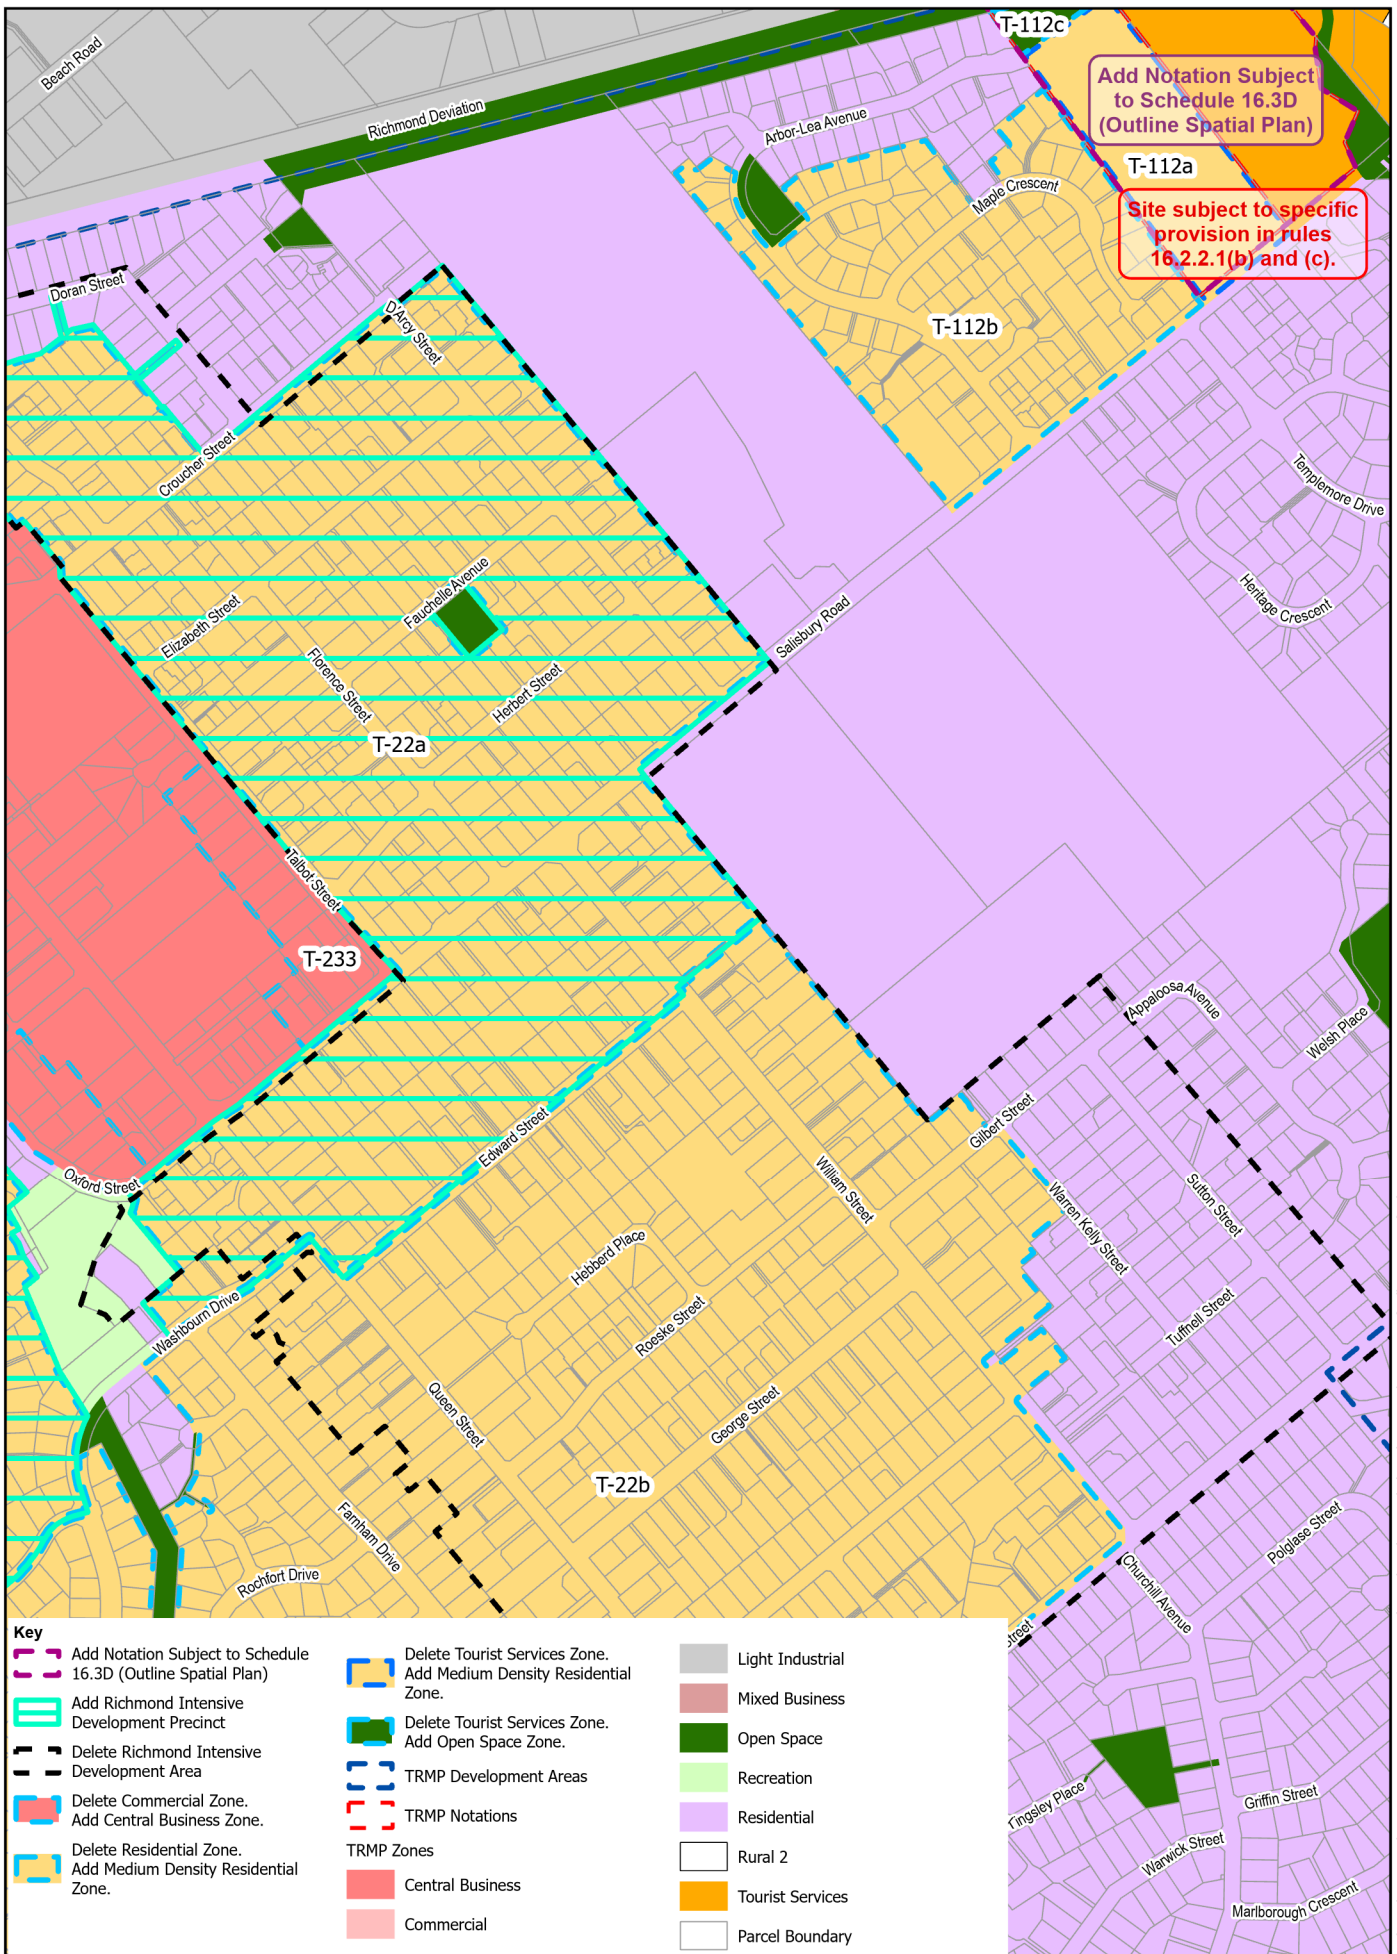 T-112c
Beach Road
Add Notation Subject
to Schedule 16.3D
(Outline Spatial Plan)
Richmond Deviation
Arbor-Lea Avenue
T-112a
Maple Crescent
Site subject to specific
provision in rules
16.2.2.1(b) and (c).
Doran Street
D'Arcy Street
T-112b
Croucher Street
Templemore Drive
Fauchelle Avenue
Heritage Crescent
Elizabeth Street
Salisbury Road
Florence Street
Herbert Street
T-22a
Talbot Street
T-233
Appaloosa Avenue
Welsh Place
Gilbert Street
Edward Street
Oxford Street
William Street
Warren Kelly Street
Sutton Street
Hebberd Place
Washbourn Drive
Roeske Street
Tuffnell Street
Queen Street
George Street
T-22b
Farnham Drive
Polglase Street
Rochfort Drive
Churchill Avenue
Street
Tingsley Place
Griffin Street
Warwick Street
Marlborough Crescent
Key
Add Notation Subject to Schedule
16.3D (Outline Spatial Plan)
Add Richmond Intensive
Development Precinct
Delete Richmond Intensive
Development Area
Delete Commercial Zone.
Add Central Business Zone.
Delete Residential Zone.
Add Medium Density Residential
Zone.
Delete Tourist Services Zone.
Add Medium Density Residential
Zone.
Delete Tourist Services Zone.
Add Open Space Zone.
TRMP Development Areas
TRMP Notations
TRMP Zones
Central Business
Commercial
Light Industrial
Mixed Business
Open Space
Recreation
Residential
Rural 2
Tourist Services
Parcel Boundary